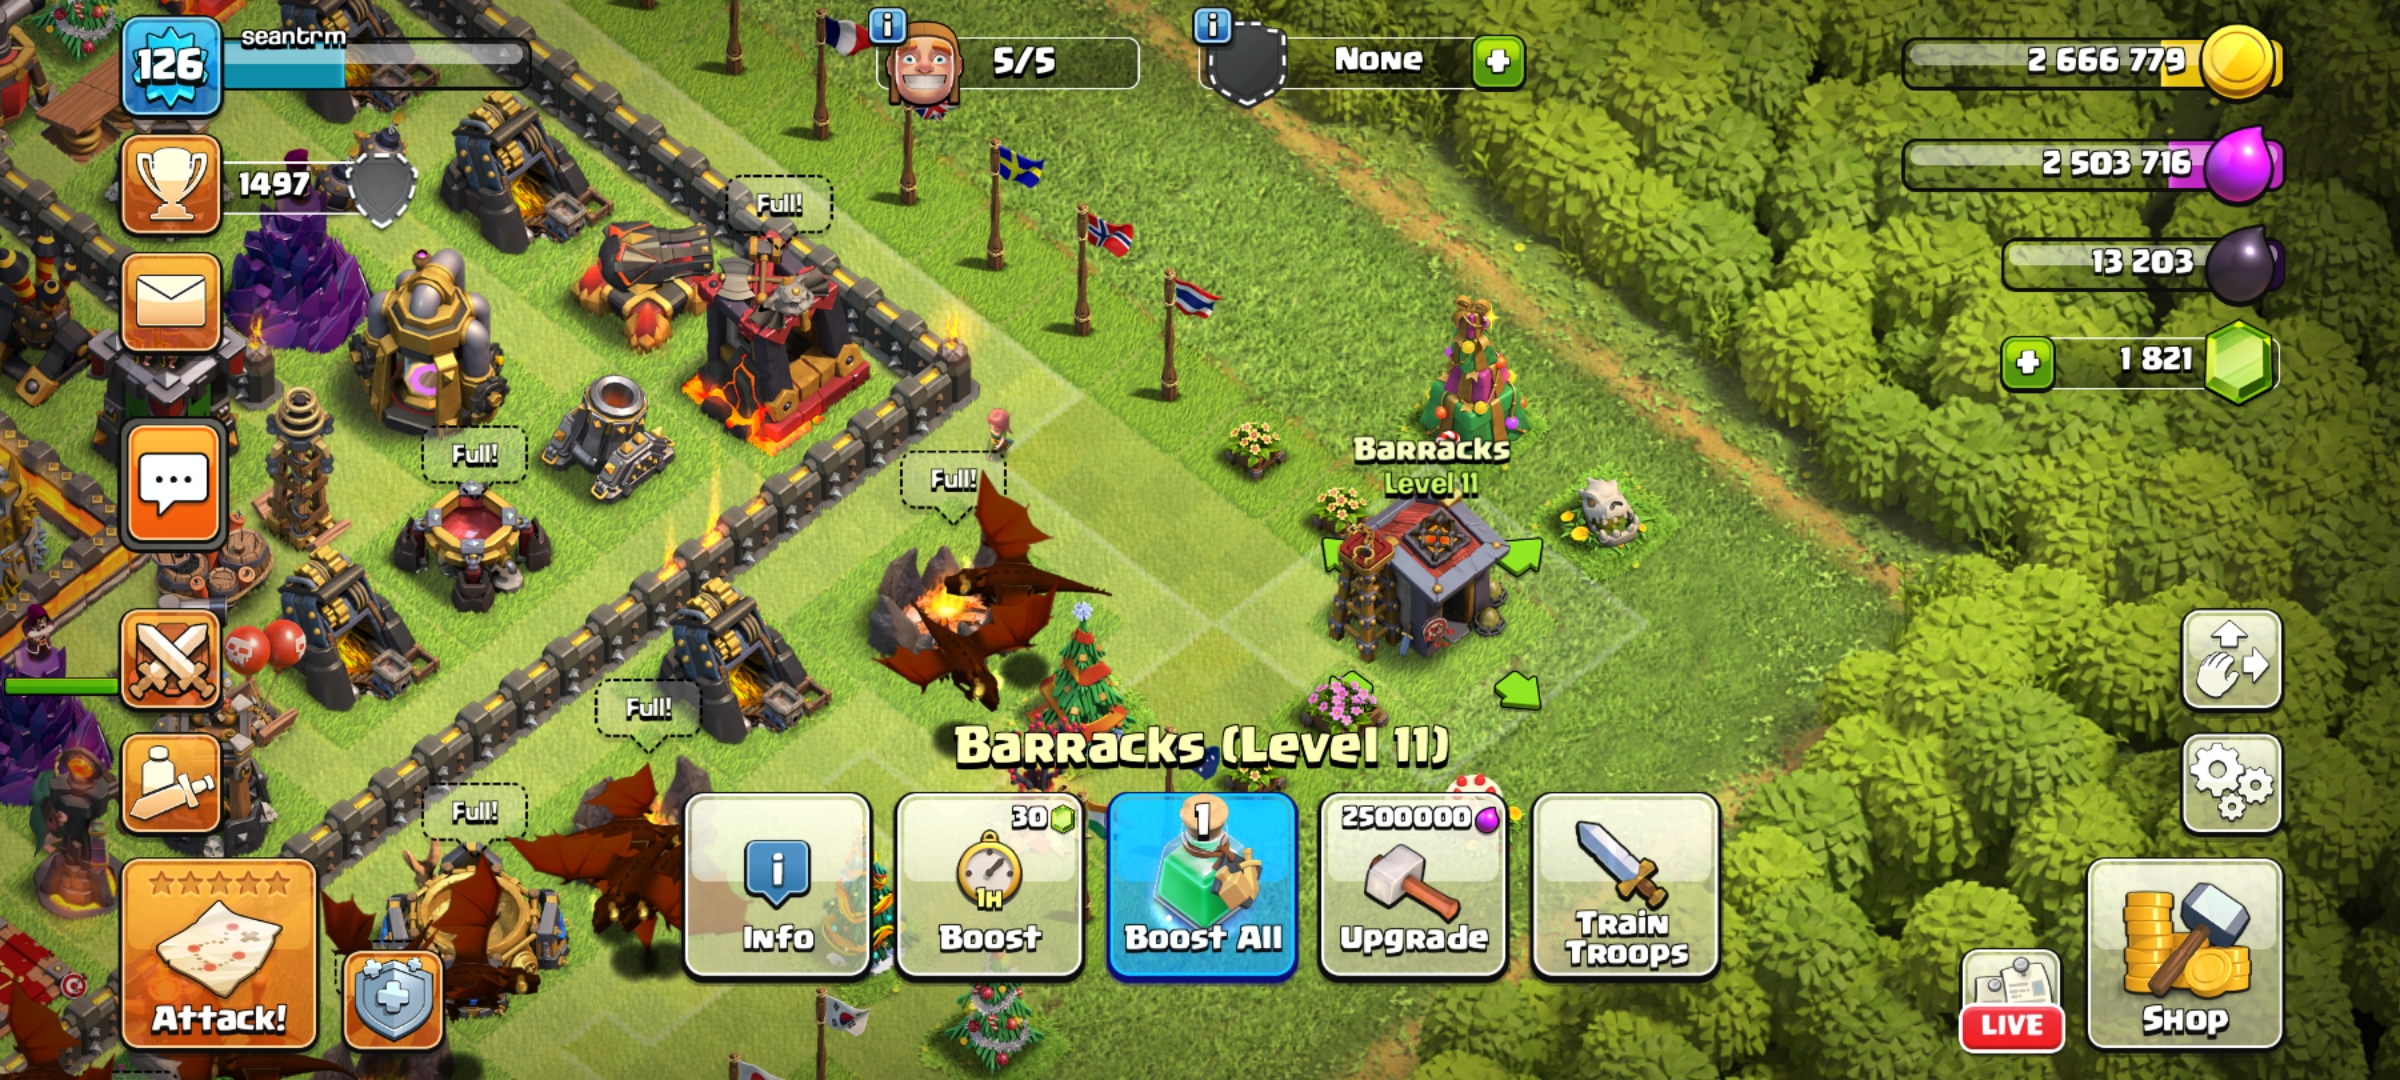 126
seantrm
5/5
None
2 666 779
1497
2 503 716
13 203
1 821
Full!
Full!
Full!
Full!
Full!
Barracks
Level 11
Barracks (Level 11)
Info
30
1H
Boost
1
Boost All
2500000
Upgrade
Train
Troops
Attack!
LIVE
Shop